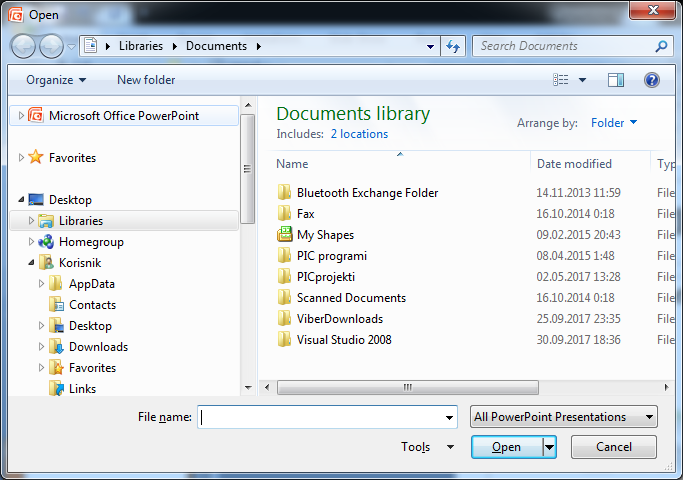 Open
Libraries Documents
Search Documents
Organize New folder
Microsoft Office PowerPoint
Favorites
Desktop
Libraries
Homegroup
Korisnik
AppData
Contacts
Desktop
Downloads
Favorites
Links
Documents library
Includes: 2 locations
Arrange by: Folder
Name Date modified Typ
Bluetooth Exchange Folder 14.11.2013 11:59 File
Fax 16.10.2014 0:18 File
My Shapes 09.02.2015 20:43 File
PIC programi 08.04.2015 1:48 File
PICprojekti 02.05.2017 13:28 File
Scanned Documents 16.10.2014 0:18 File
ViberDownloads 25.09.2017 23:35 File
Visual Studio 2008 30.09.2017 18:36 File
File name: All PowerPoint Presentations
Tools Open Cancel